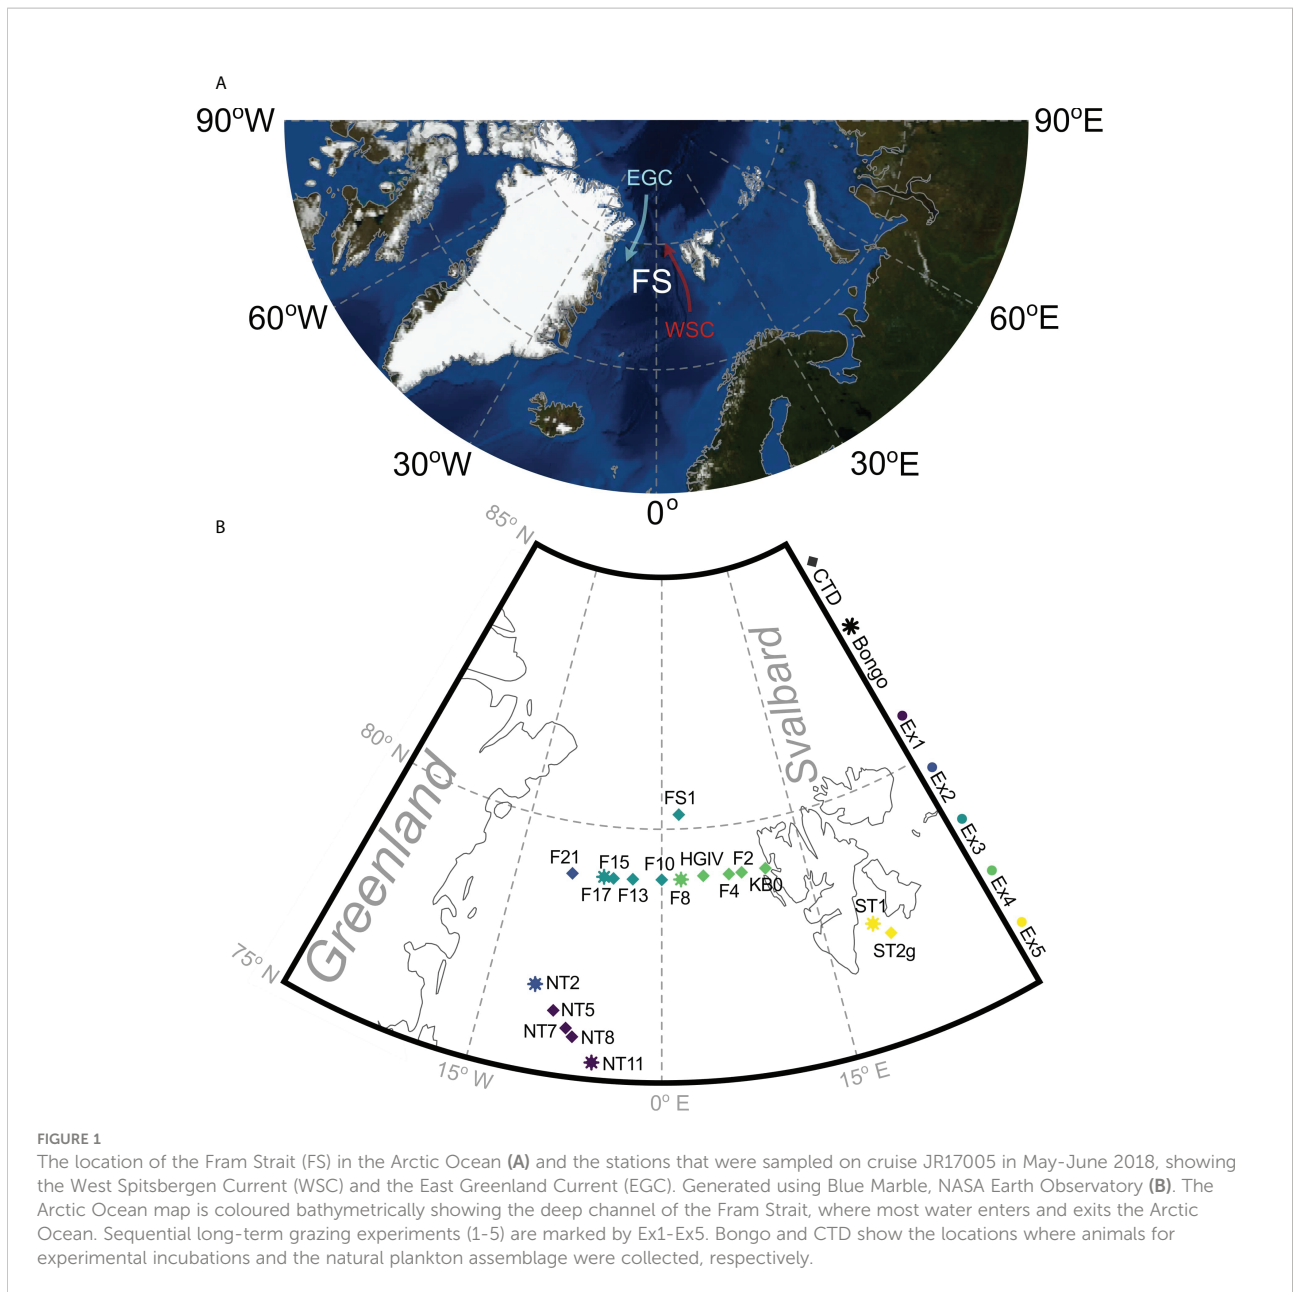 A
90°W
90°E
EGC
FS
WSC
60°W
60°E
30°W
30°E
0°
B
85° N
CTD
Bongo
Svalbard
Ex1
80° N
Ex2
Greenland
FS1
Ex3
F21
F15
F10
HGIV
F2
F17
F13
F8
F4
KB0
Ex4
ST1
ST2g
Ex5
75° N
NT2
NT5
NT7
NT8
NT11
15° W
15° E
0° E
FIGURE 1
The location of the Fram Strait (FS) in the Arctic Ocean (A) and the stations that were sampled on cruise JR17005 in May-June 2018, showing
the West Spitsbergen Current (WSC) and the East Greenland Current (EGC). Generated using Blue Marble, NASA Earth Observatory (B). The
Arctic Ocean map is coloured bathymetrically showing the deep channel of the Fram Strait, where most water enters and exits the Arctic
Ocean. Sequential long-term grazing experiments (1-5) are marked by Ex1-Ex5. Bongo and CTD show the locations where animals for
experimental incubations and the natural plankton assemblage were collected, respectively.